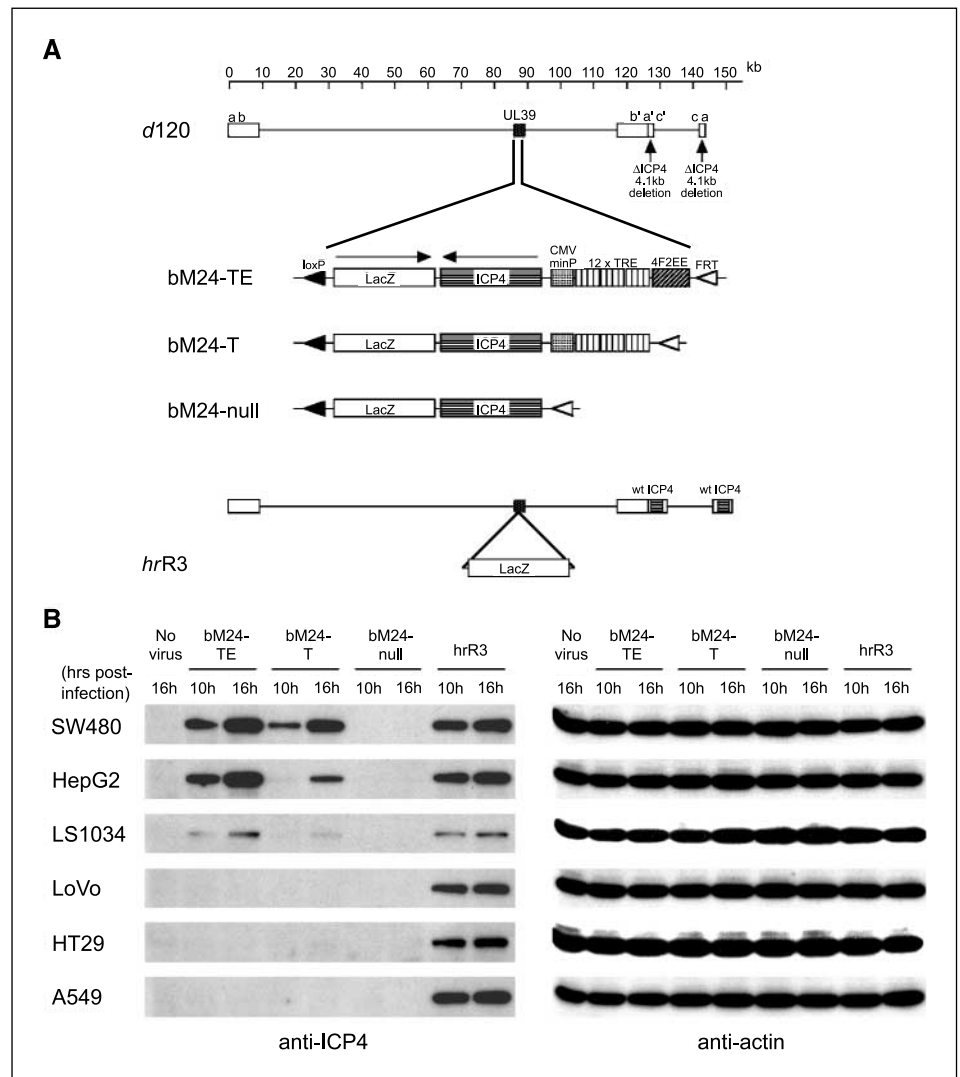 A
0 10 20 30 40 50 60 70 80 90 100 110 120 130 140 150 kb
d120
a b
UL39
b' a' c'
c a
ΔICP4
4.1kb
deletion
ΔICP4
4.1kb
deletion
bM24-TE
loxP
LacZ
ICP4
CMV
minP
12 x TRE
4F2EE
FRT
bM24-T
LacZ
ICP4
bM24-null
LacZ
ICP4
hrR3
wt ICP4
wt ICP4
LacZ
B
(hrs post-
infection)
No
virus
bM24-
TE
bM24-
T
bM24-
null
hrR3
16h 10h 16h 10h 16h 10h 16h 10h 16h
No
virus
bM24-
TE
bM24-
T
bM24-
null
hrR3
16h 10h 16h 10h 16h 10h 16h 10h 16h
SW480
HepG2
LS1034
LoVo
HT29
A549
anti-ICP4
anti-actin